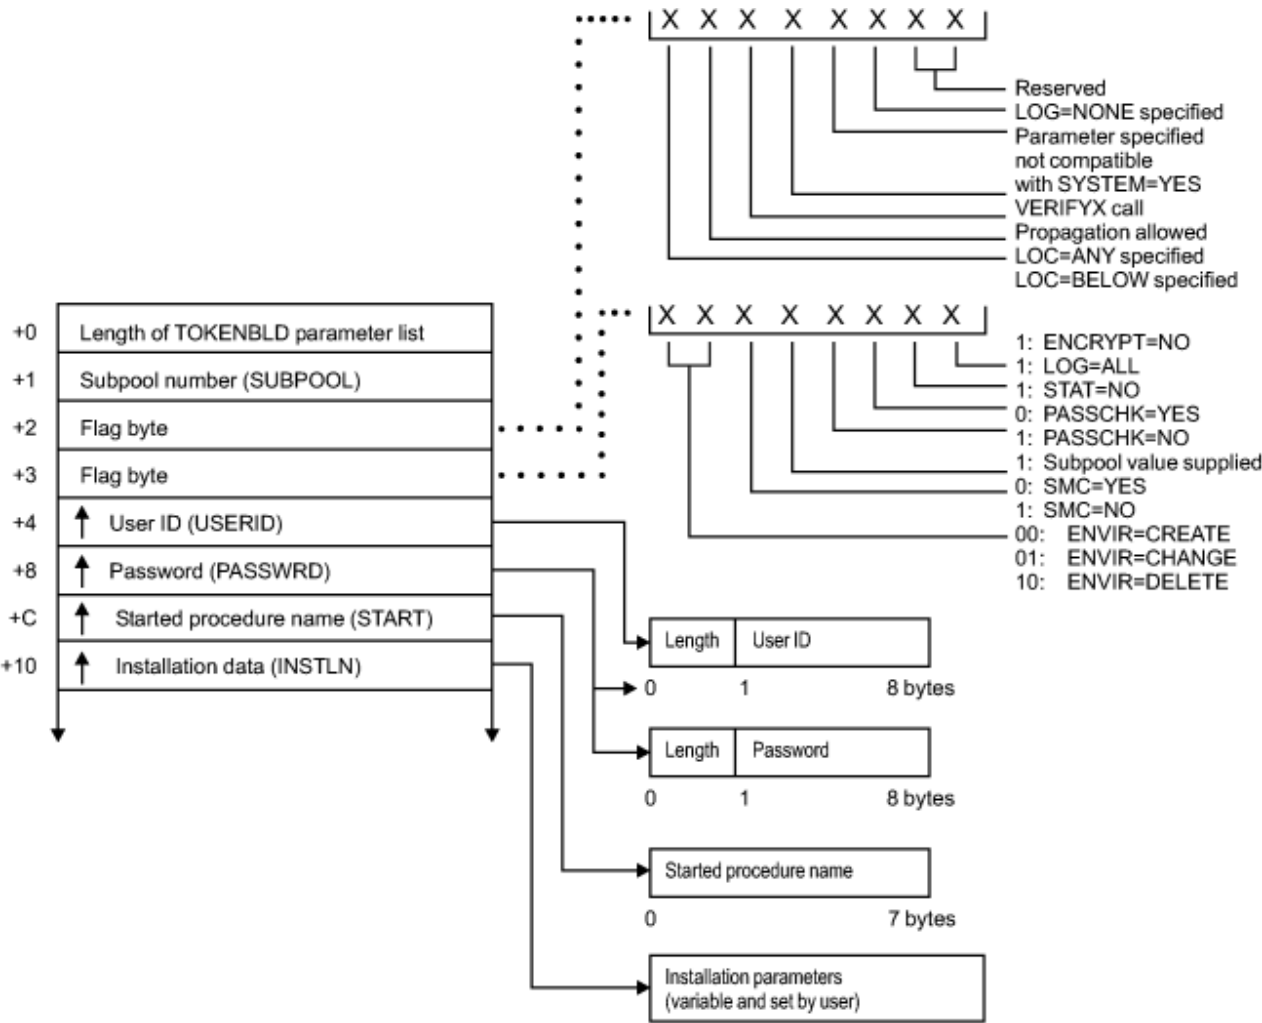 X X X X X X X X
Reserved
LOG=NONE specified
Parameter specified
not compatible
with SYSTEM=YES
VERIFYX call
Propagation allowed
LOC=ANY specified
LOC=BELOW specified
X X X X X X X X
1: ENCRYPT=NO
1: LOG=ALL
1: STAT=NO
0: PASSCHK=YES
1: PASSCHK=NO
1: Subpool value supplied
0: SMC=YES
1: SMC=NO
00: ENVIR=CREATE
01: ENVIR=CHANGE
10: ENVIR=DELETE
+0 Length of TOKENBLD parameter list
+1 Subpool number (SUBPOOL)
+2 Flag byte
+3 Flag byte
+4 User ID (USERID)
+8 Password (PASSWRD)
+C Started procedure name (START)
+10 Installation data (INSTLN)
Length User ID
0 1 8 bytes
Length Password
0 1 8 bytes
Started procedure name
0 7 bytes
Installation parameters
(variable and set by user)